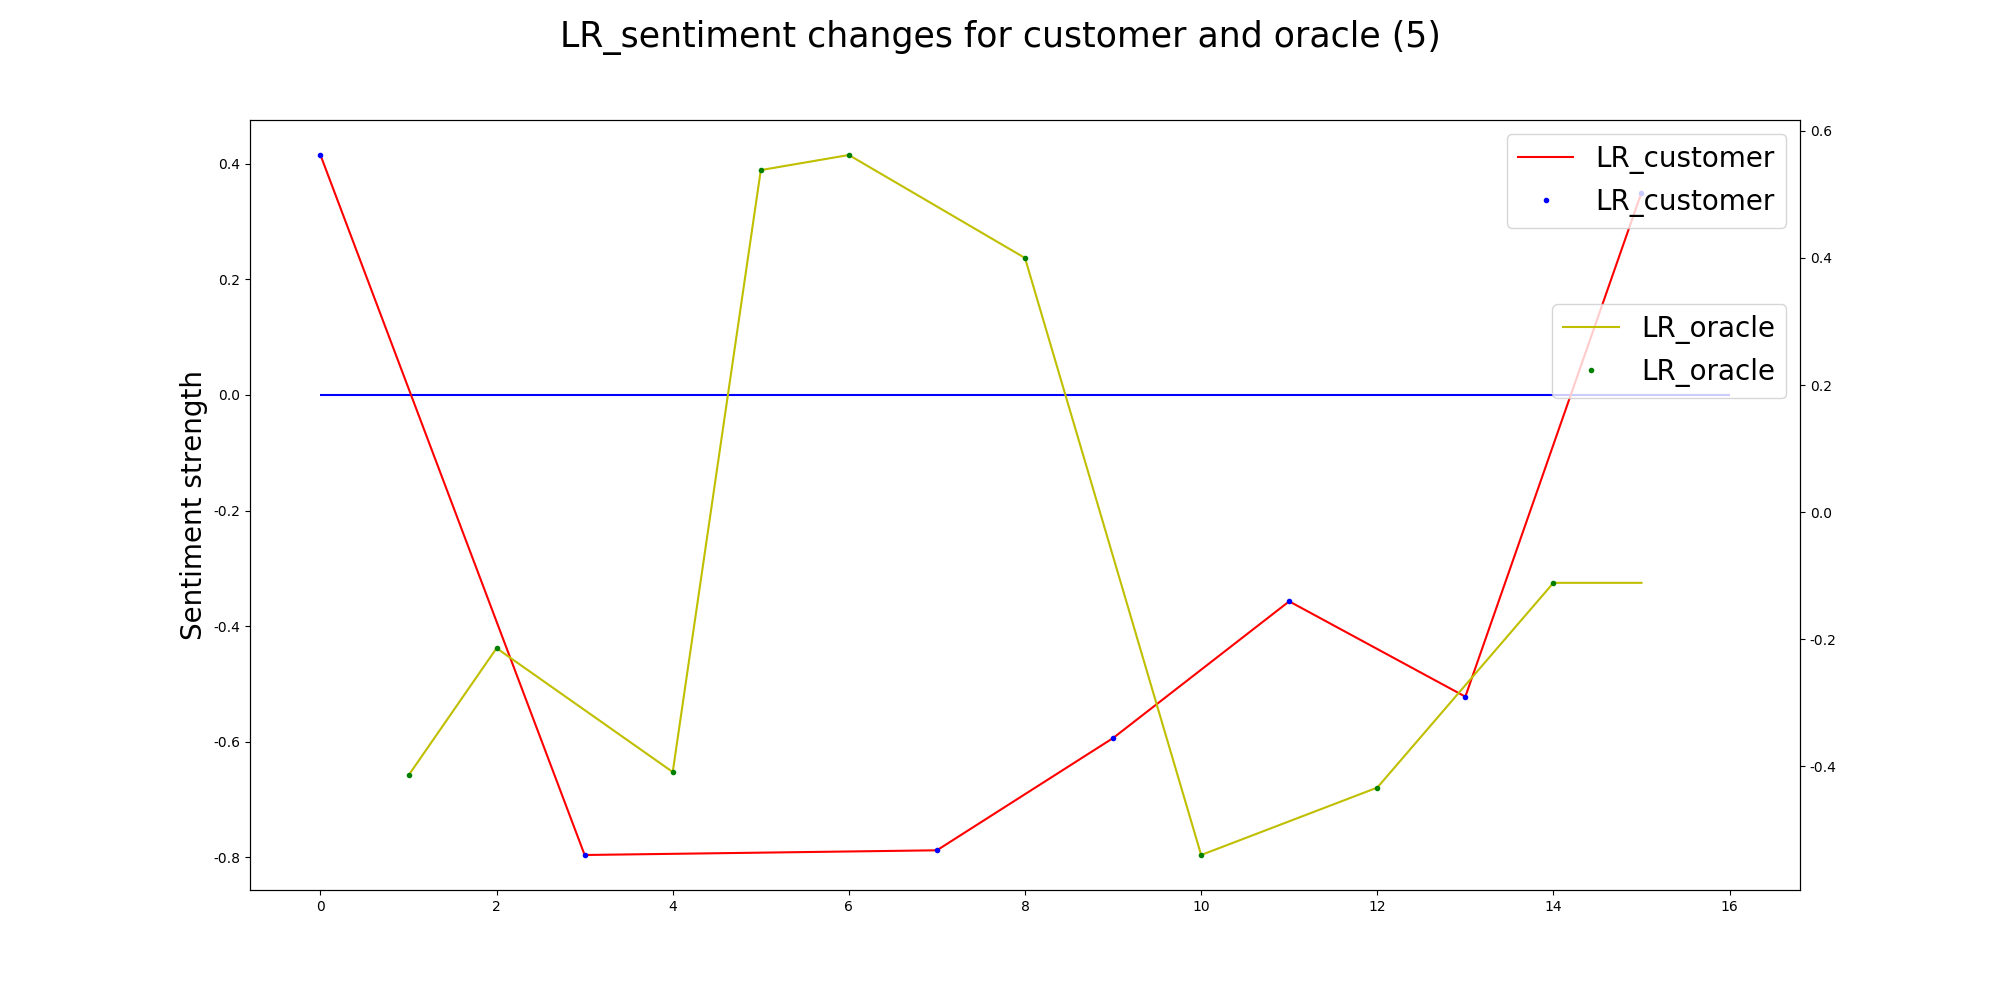 LR_sentiment changes for customer and oracle (5)
Sentiment strength
0.4
0.2
0.0
-0.2
-0.4
-0.6
-0.8
0 2 4 6 8 10 12 14 16
0.6
0.4
0.2
0.0
-0.2
-0.4
LR_customer
LR_customer
LR_oracle
LR_oracle